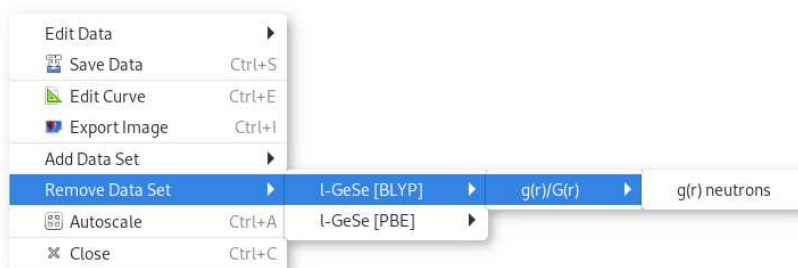 Edit Data
Save Data Ctrl+S
Edit Curve Ctrl+E
Export Image Ctrl+I
Add Data Set
Remove Data Set l-GeSe [BLYP] g(r)/G(r) g(r) neutrons
Autoscale Ctrl+A l-GeSe [PBE]
Close Ctrl+C